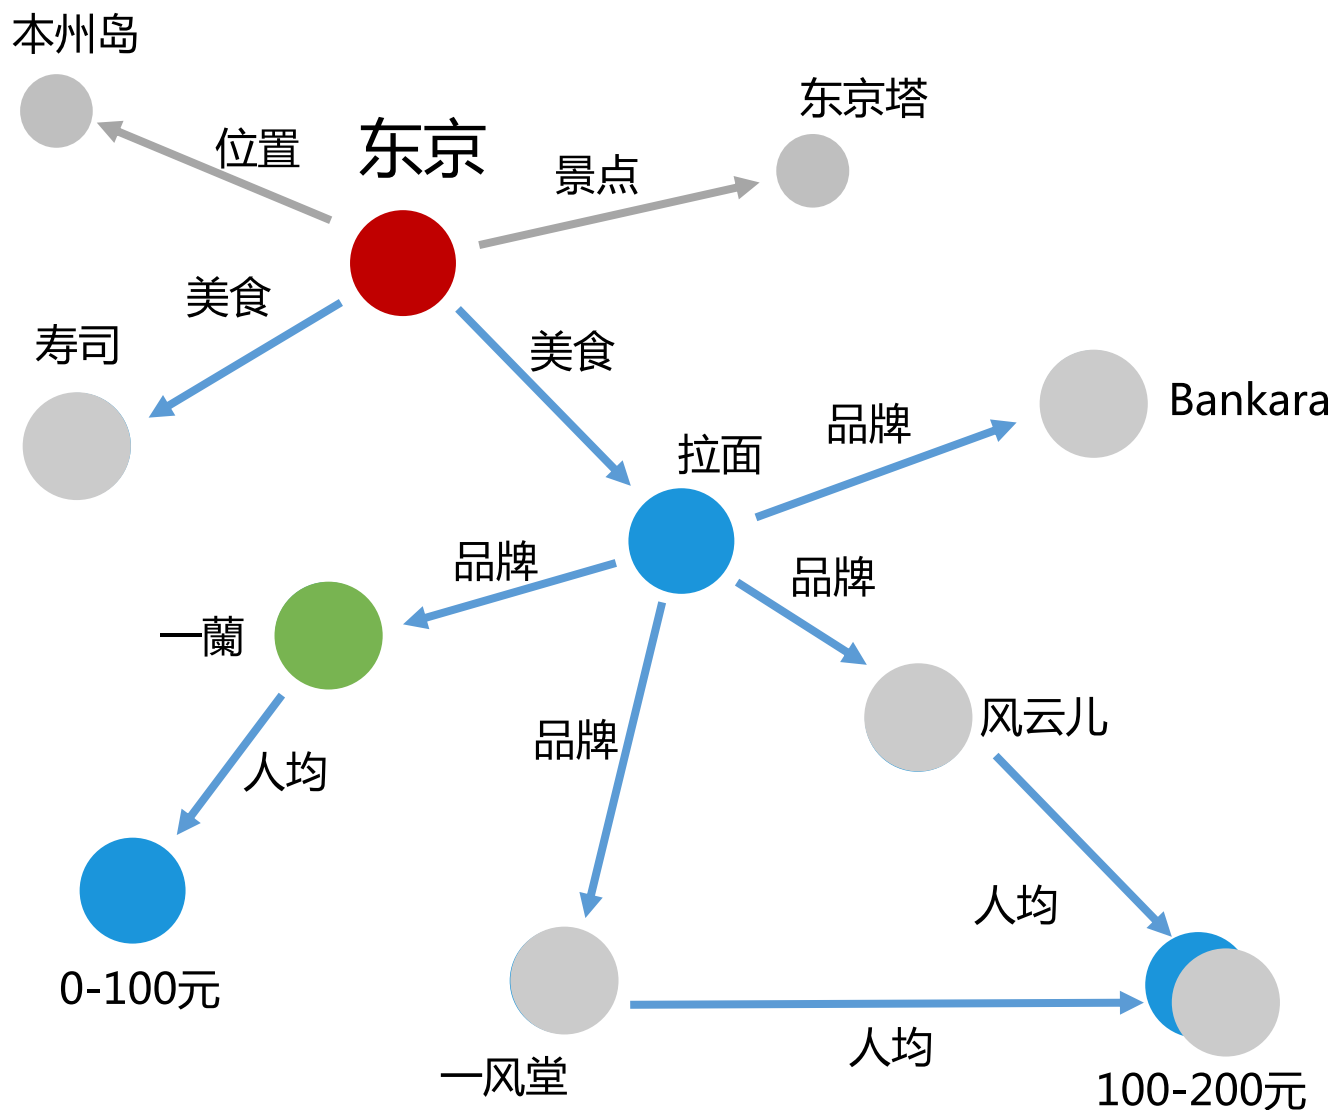 本州岛
东京塔
位置
东京
景点
美食
寿司
美食
Bankara
品牌
拉面
品牌
品牌
一蘭
风云儿
品牌
人均
人均
0-100元
人均
一风堂
100-200元